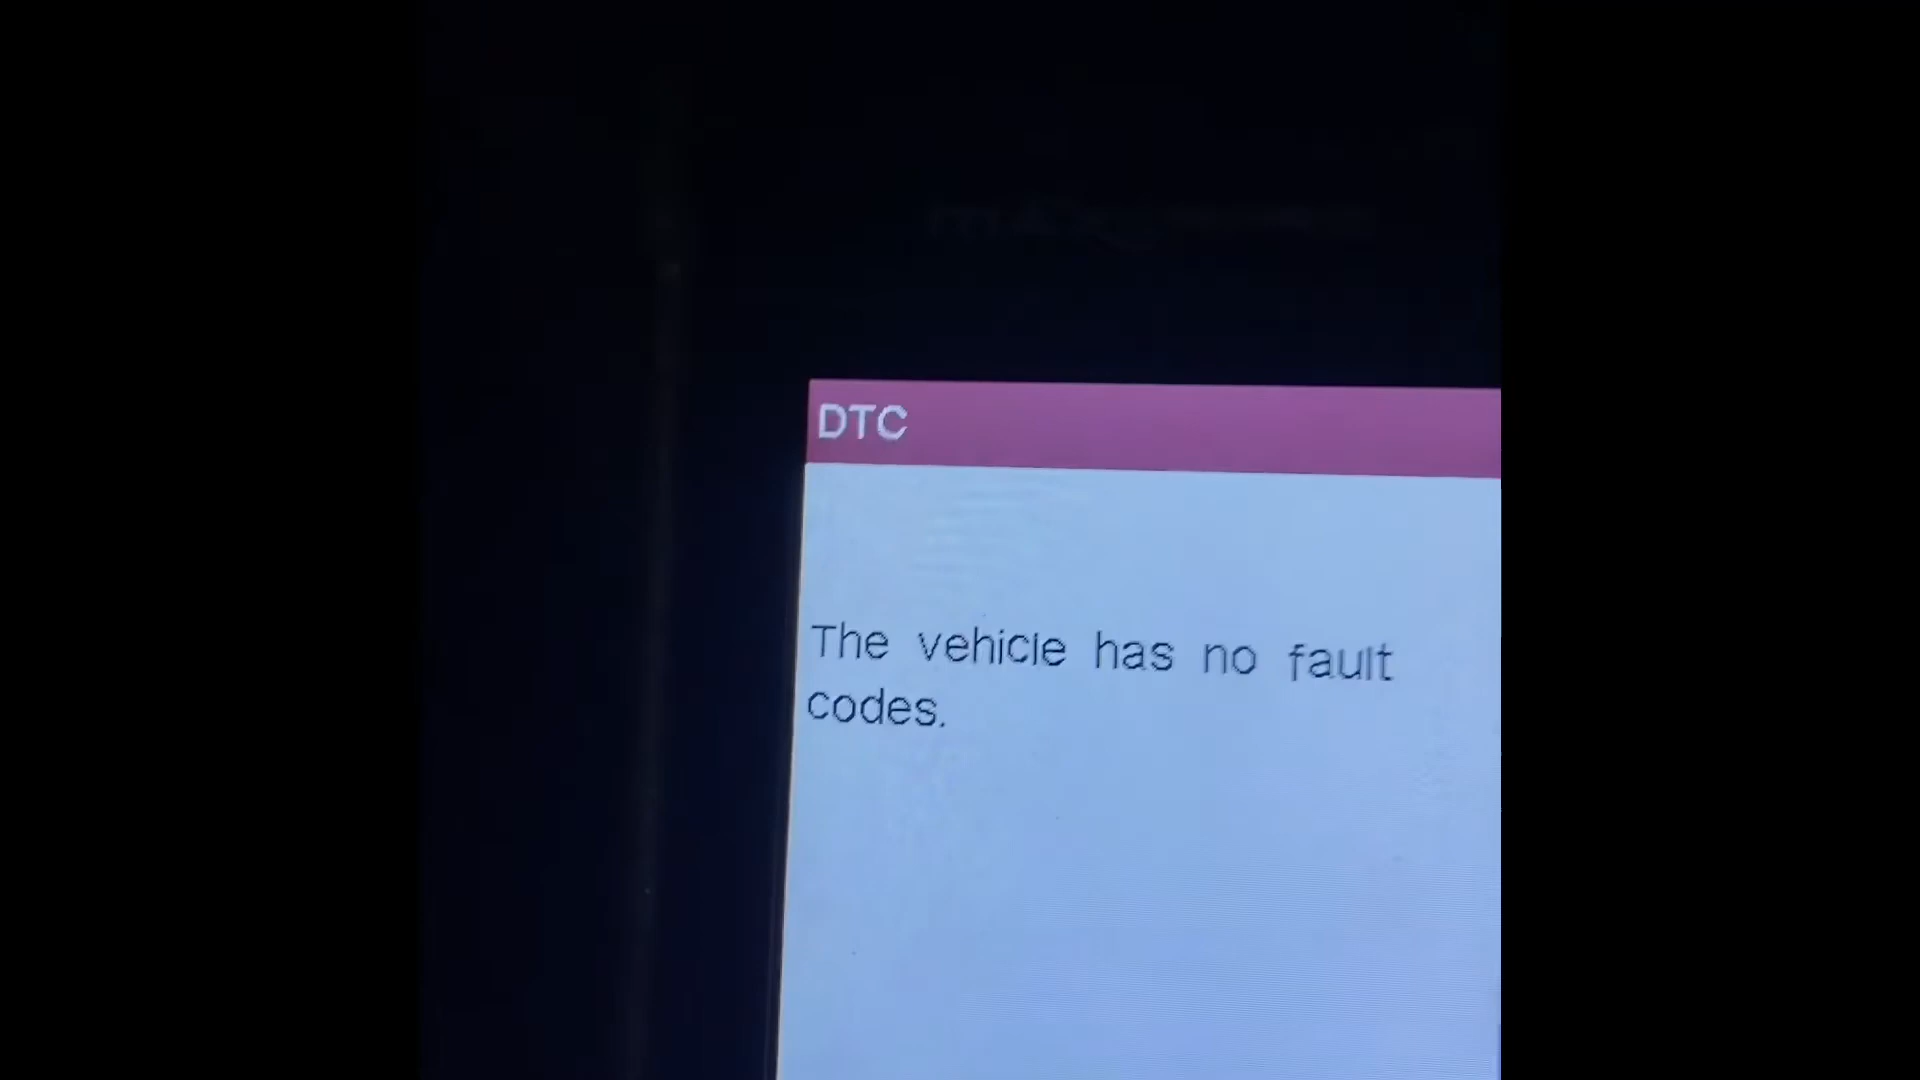 DTC
The vehicle has no fault
codes.